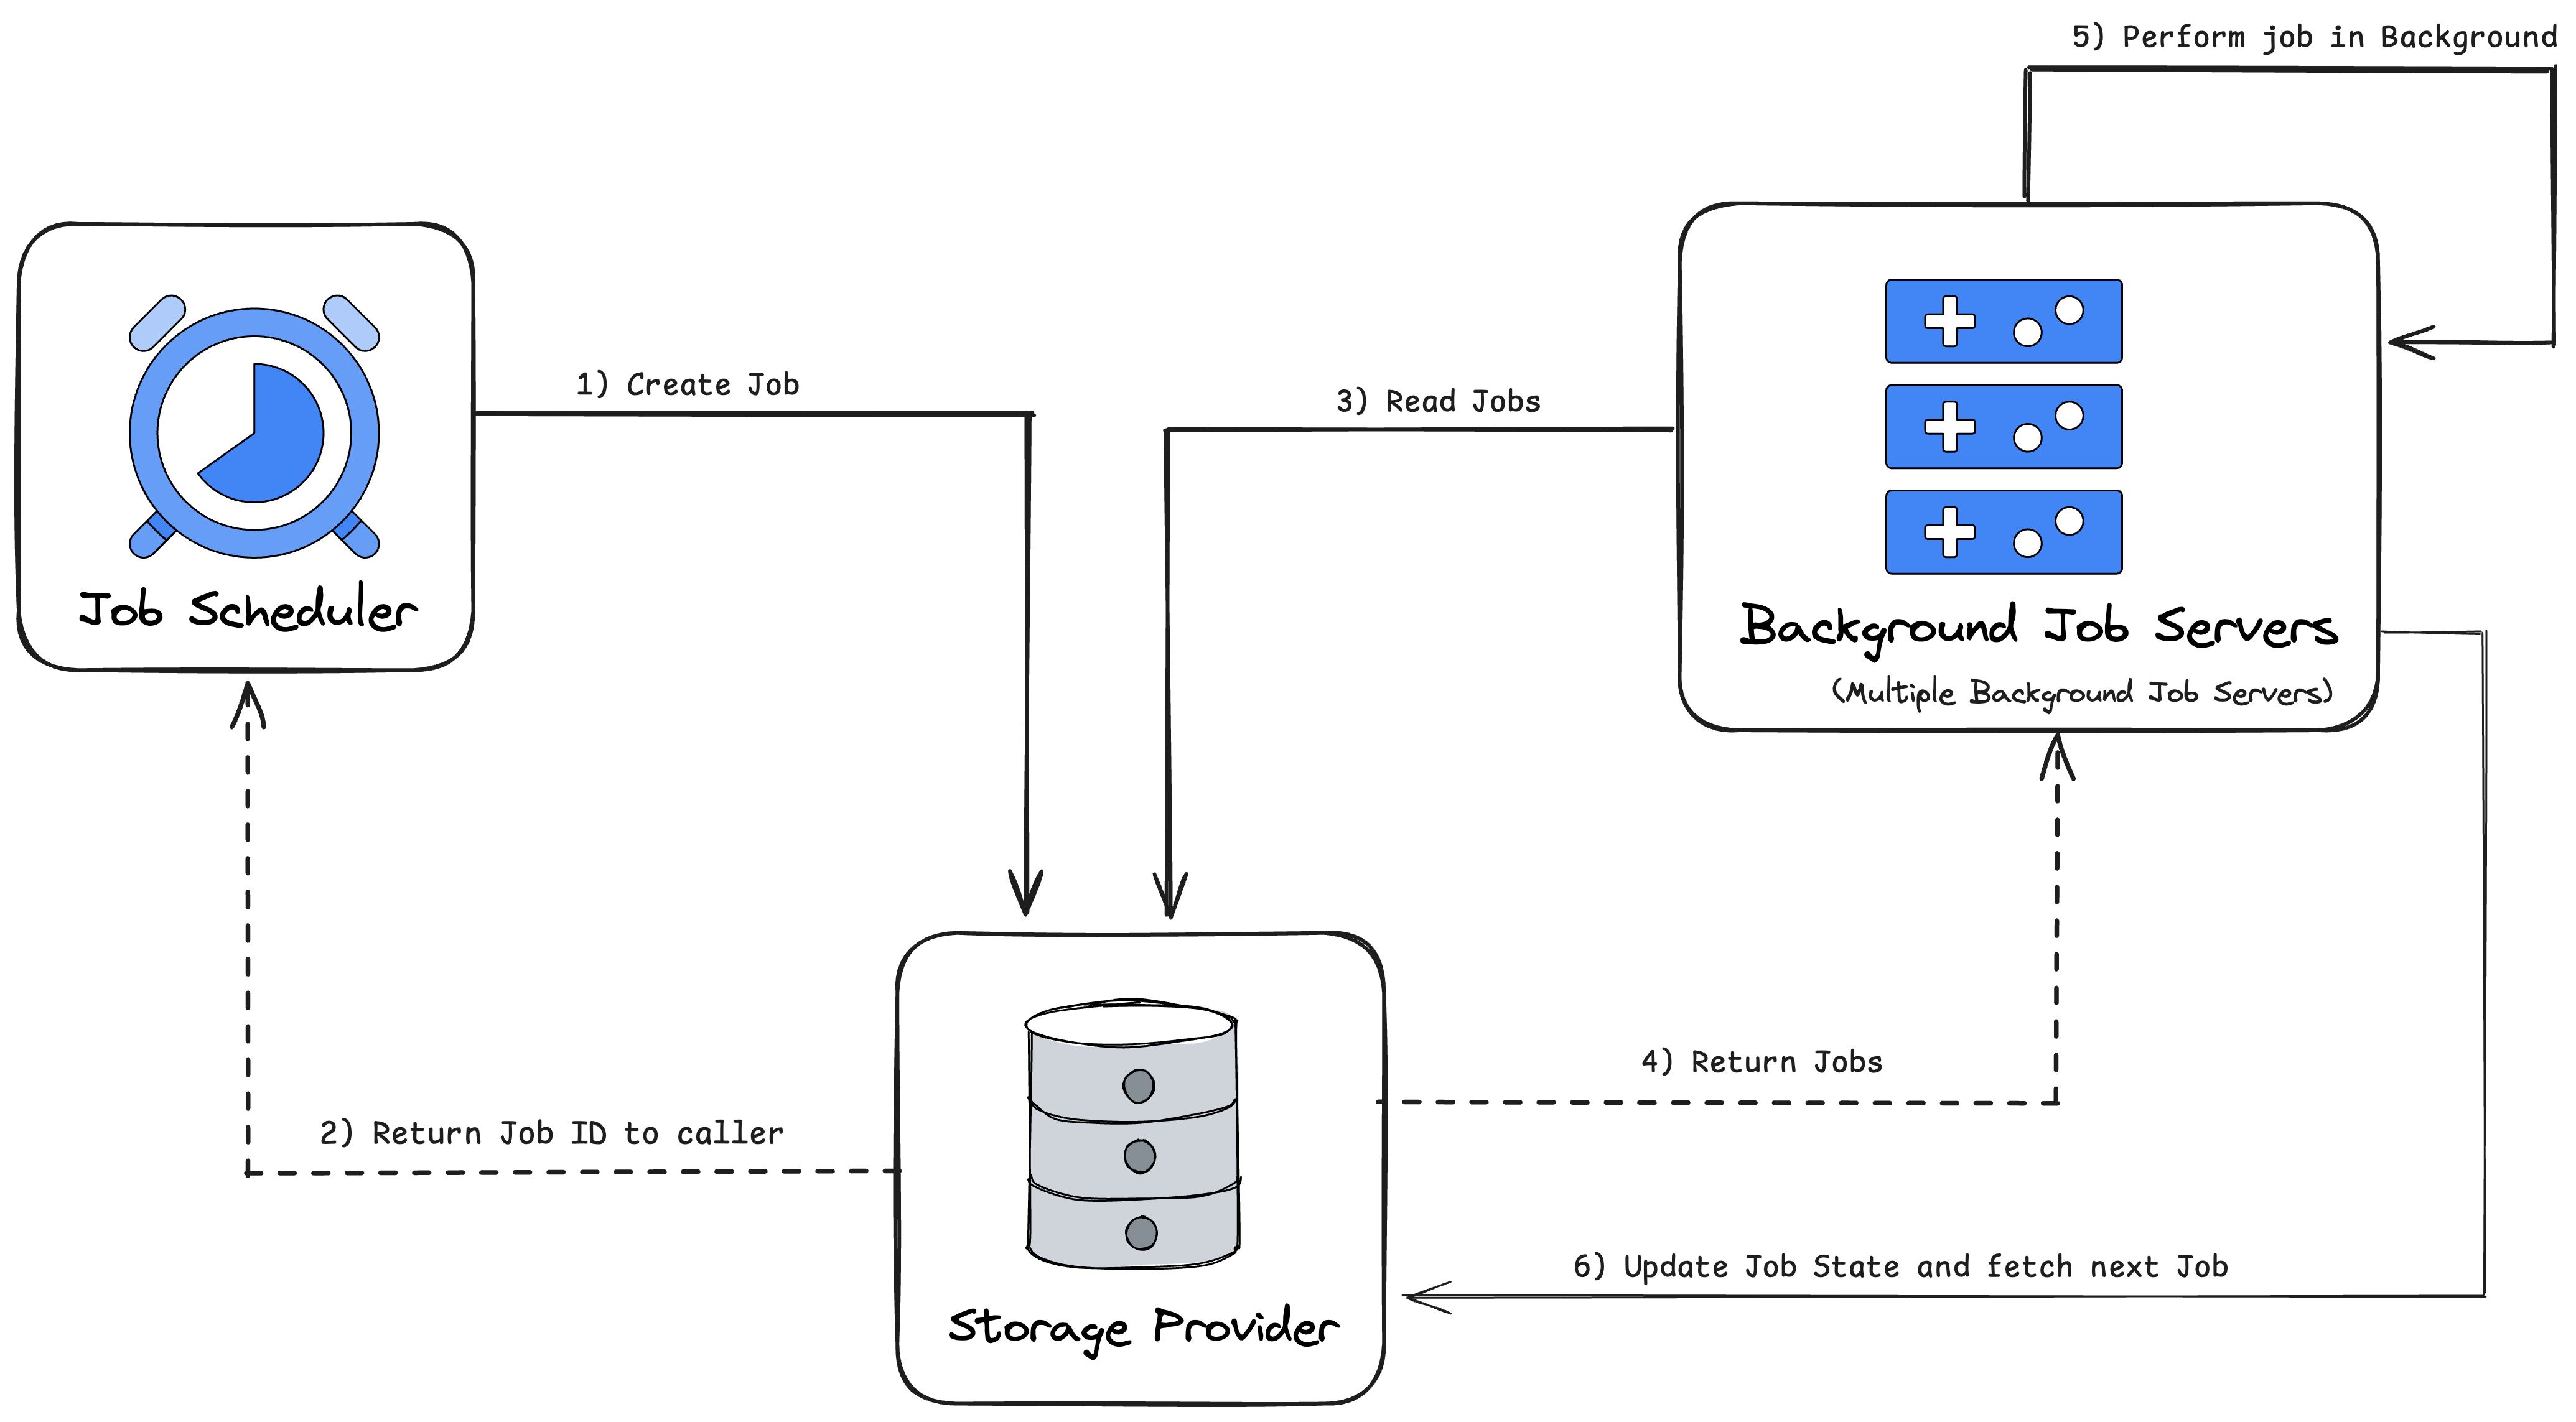 5) Perform job in Background
1) Create Job
3) Read Jobs
Job Scheduler
Background Job Servers
(Multiple Background Job Servers)
4) Return Jobs
2) Return Job ID to caller
6) Update Job State and fetch next Job
Storage Provider